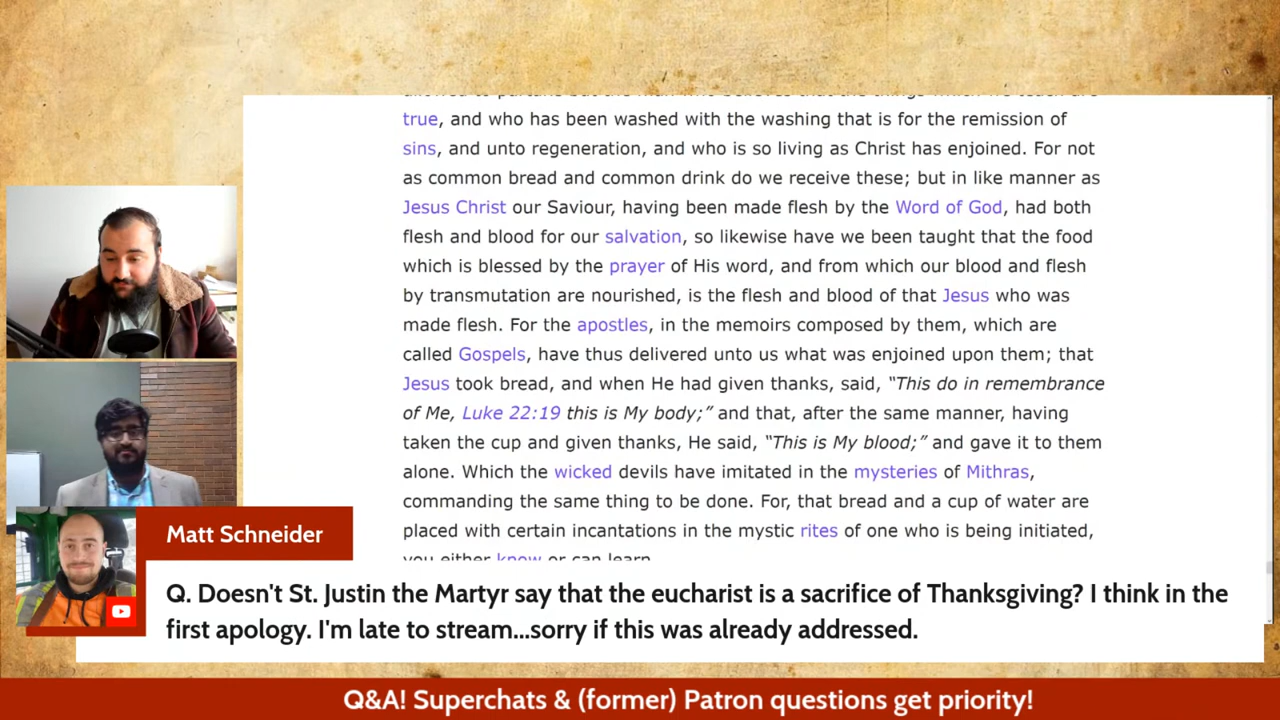 true, and who has been washed with the washing that is for the remission of
sins, and unto regeneration, and who is so living as Christ has enjoined. For not
as common bread and common drink do we receive these; but in like manner as
Jesus Christ our Saviour, having been made flesh by the Word of God, had both
flesh and blood for our salvation, so likewise have we been taught that the food
which is blessed by the prayer of His word, and from which our blood and flesh
by transmutation are nourished, is the flesh and blood of that Jesus who was
made flesh. For the apostles, in the memoirs composed by them, which are
called Gospels, have thus delivered unto us what was enjoined upon them; that
Jesus took bread, and when He had given thanks, said, “This do in remembrance
of Me, Luke 22:19 this is My body;” and that, after the same manner, having
taken the cup and given thanks, He said, “This is My blood;” and gave it to them
alone. Which the wicked devils have imitated in the mysteries of Mithras,
commanding the same thing to be done. For, that bread and a cup of water are
placed with certain incantations in the mystic rites of one who is being initiated,
you either know or can learn.
Matt Schneider
Q. Doesn't St. Justin the Martyr say that the eucharist is a sacrifice of Thanksgiving? I think in the
first apology. I'm late to stream...sorry if this was already addressed.
Q&A! Superchats & (former) Patron questions get priority!